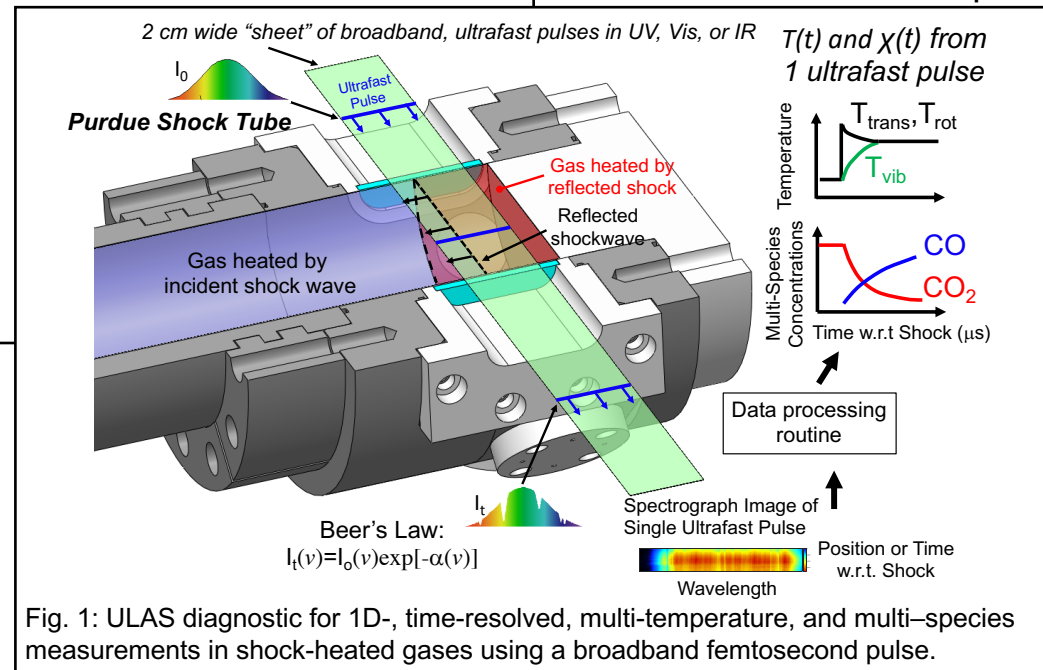 2 cm wide “sheet” of broadband, ultrafast pulses in UV, Vis, or IR
I0
Ultrafast
Pulse
Purdue Shock Tube
Gas heated by
reflected shock
Reflected
shockwave
Gas heated by
incident shock wave
It
Beer’s Law:
It(ν)=Io(ν)exp[-α(ν)]
T(t) and χ(t) from
1 ultrafast pulse
Temperature
Ttrans,Trot
Tvib
Multi-Species
Concentrations
CO
CO2
Time w.r.t Shock (μs)
Data processing
routine
Spectrograph Image of
Single Ultrafast Pulse
Position or Time
w.r.t. Shock
Wavelength
Fig. 1: ULAS diagnostic for 1D-, time-resolved, multi-temperature, and multi–species
measurements in shock-heated gases using a broadband femtosecond pulse.